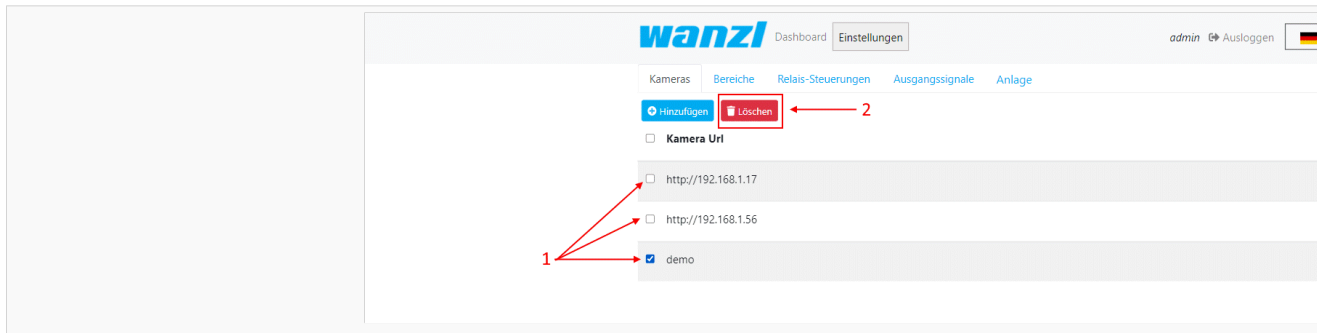 wanzl Dashboard Einstellungen admin Ausloggen
Kameras Bereiche Relais-Steuerungen Ausgangssignale Anlage
Hinzufügen Löschen 2
Kamera Url
http://192.168.1.17
http://192.168.1.56
1 demo